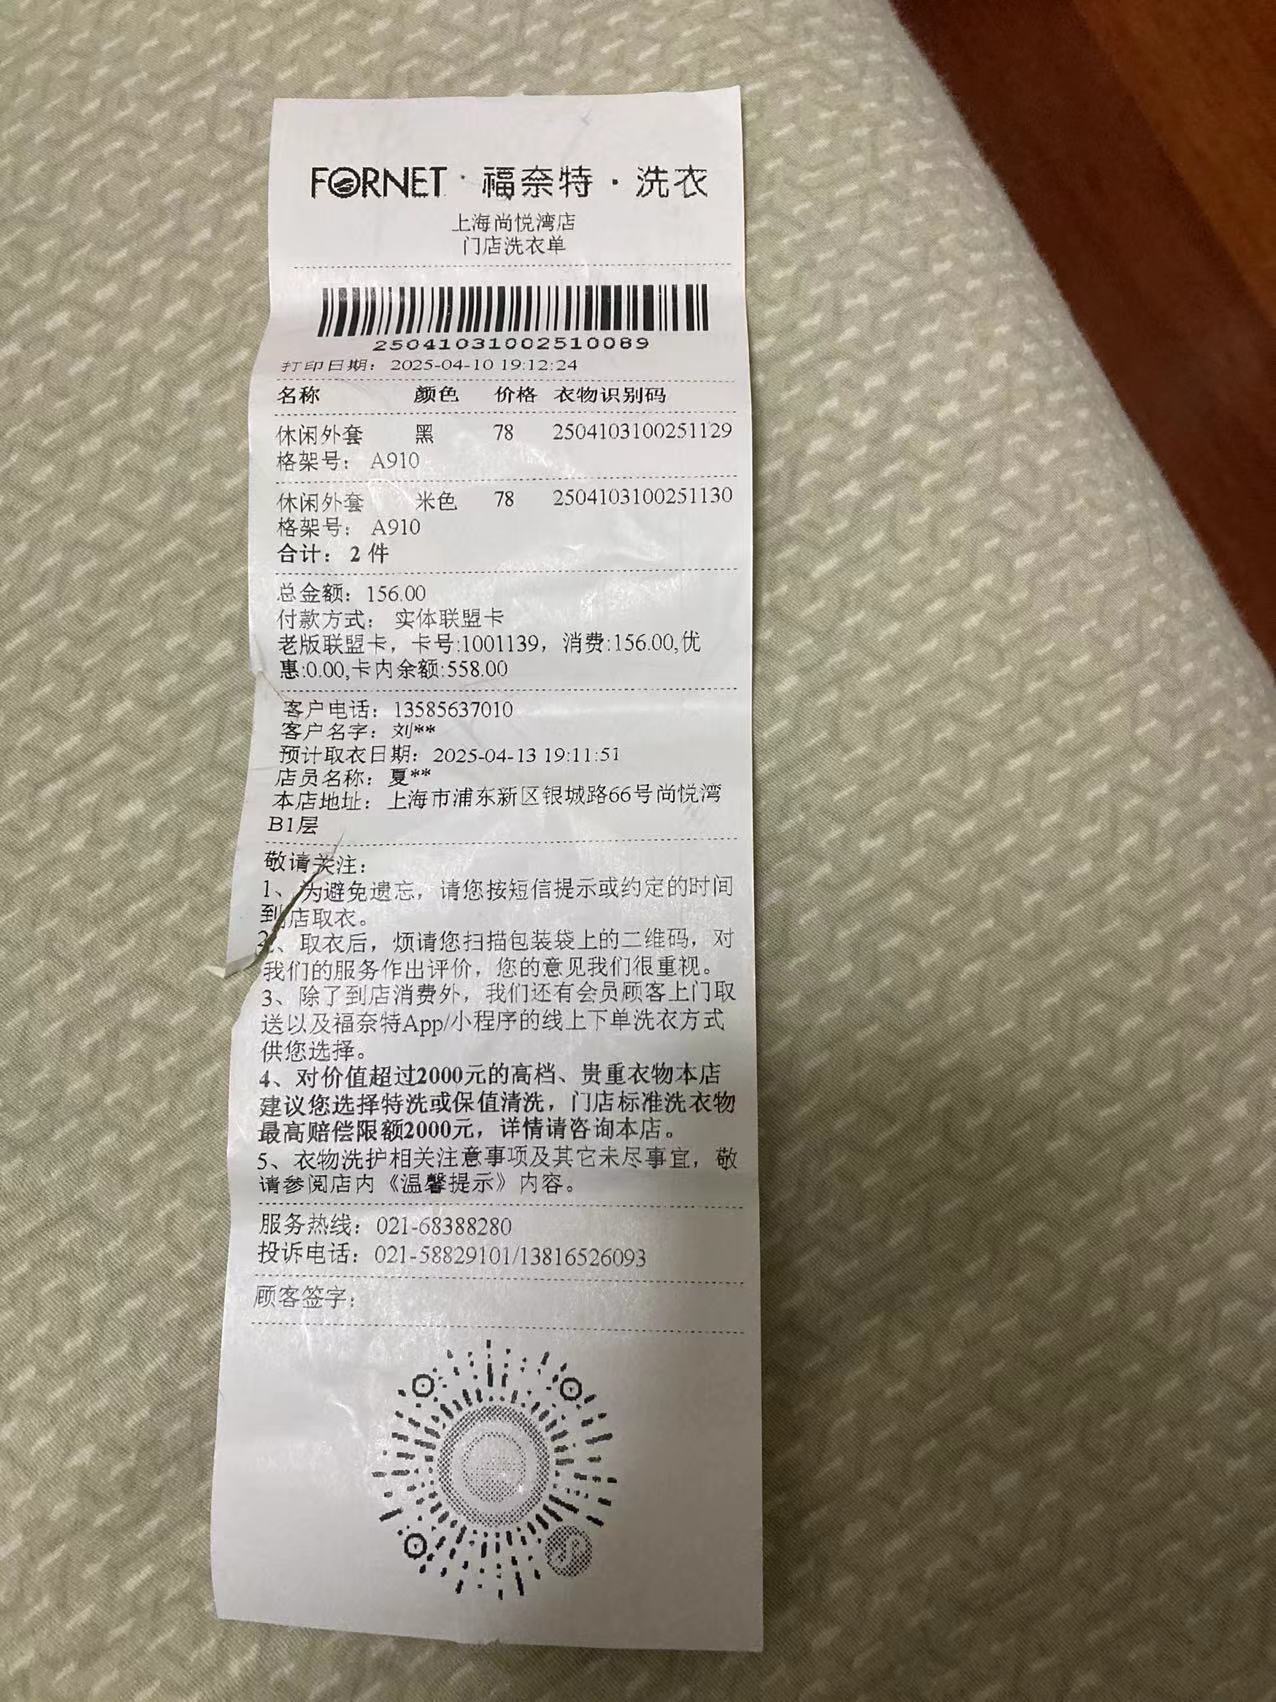 FORNET · 福奈特 · 洗衣
上海尚悦湾店
门店洗衣单
25041031002510089
打印日期： 2025-04-10 19:12:24
名称 颜色 价格 衣物识别码
休闲外套 黑 78 2504103100251129
格架号： A910
休闲外套 米色 78 2504103100251130
格架号： A910
合计： 2 件
总金额：156.00
付款方式： 实体联盟卡
老版联盟卡，卡号:1001139，消费:156.00,优
惠:0.00,卡内余额:558.00
客户电话：13585637010
客户名字：刘**
预计取衣日期：2025-04-13 19:11:51
店员名称：夏**
本店地址：上海市浦东新区银城路66号尚悦湾
B1层
敬请关注：
1、为避免遗忘，请您按短信提示或约定的时间
到店取衣。
2、取衣后，烦请您扫描包装袋上的二维码，对
我们的服务作出评价，您的意见我们很重视。
3、除了到店消费外，我们还有会员顾客上门取
送以及福奈特App/小程序的线上下单洗衣方式
供您选择。
4、对价值超过2000元的高档、贵重衣物本店
建议您选择特洗或保值清洗，门店标准洗衣物
最高赔偿限额2000元，详情请咨询本店。
5、衣物洗护相关注意事项及其它未尽事宜，敬
请参阅店内《温馨提示》内容。
服务热线：021-68388280
投诉电话：021-58829101/13816526093
顾客签字：